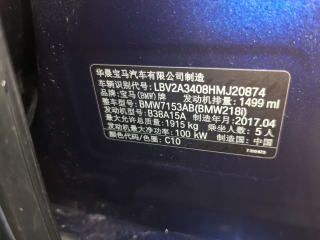 华晨宝马汽车有限公司制造
车辆识别代号: LBV2A3408HMJ20874
品牌: 宝马(BMW)牌 发动机排量: 1499 ml
整车型号: BMW7153AB(BMW218i)
发动机型号: B38A15A 制造年月: 2017.04
最大允许总质量: 1915 kg 乘坐人数: 5人
发动机最大净功率: 100 kW 制造国: 中国
颜色代码/色图: C10